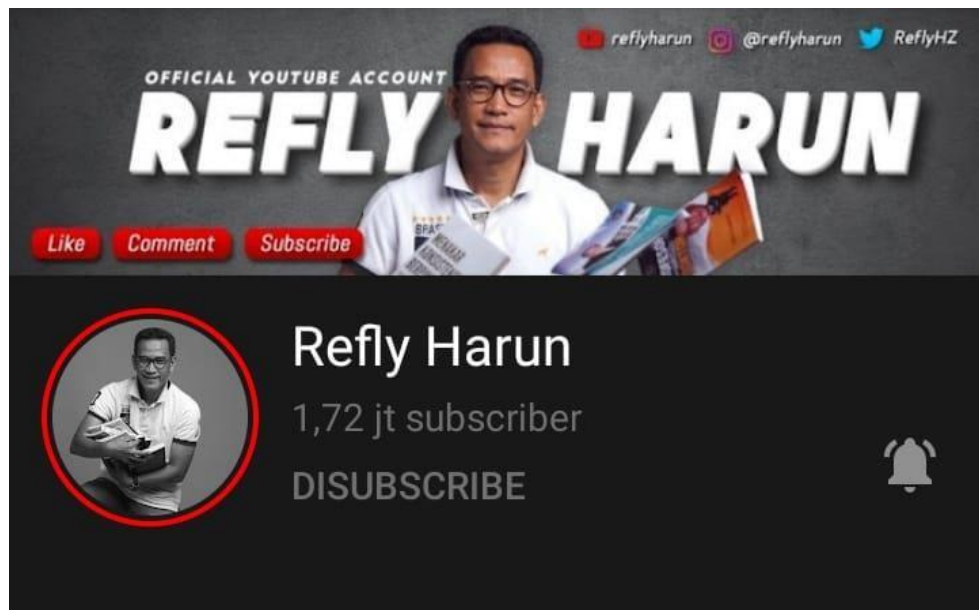 reflyharun @reflyharun ReflyHZ
OFFICIAL YOUTUBE ACCOUNT
REFLY HARUN
Like Comment Subscribe
Refly Harun
1,72 jt subscriber
DISUBSCRIBE